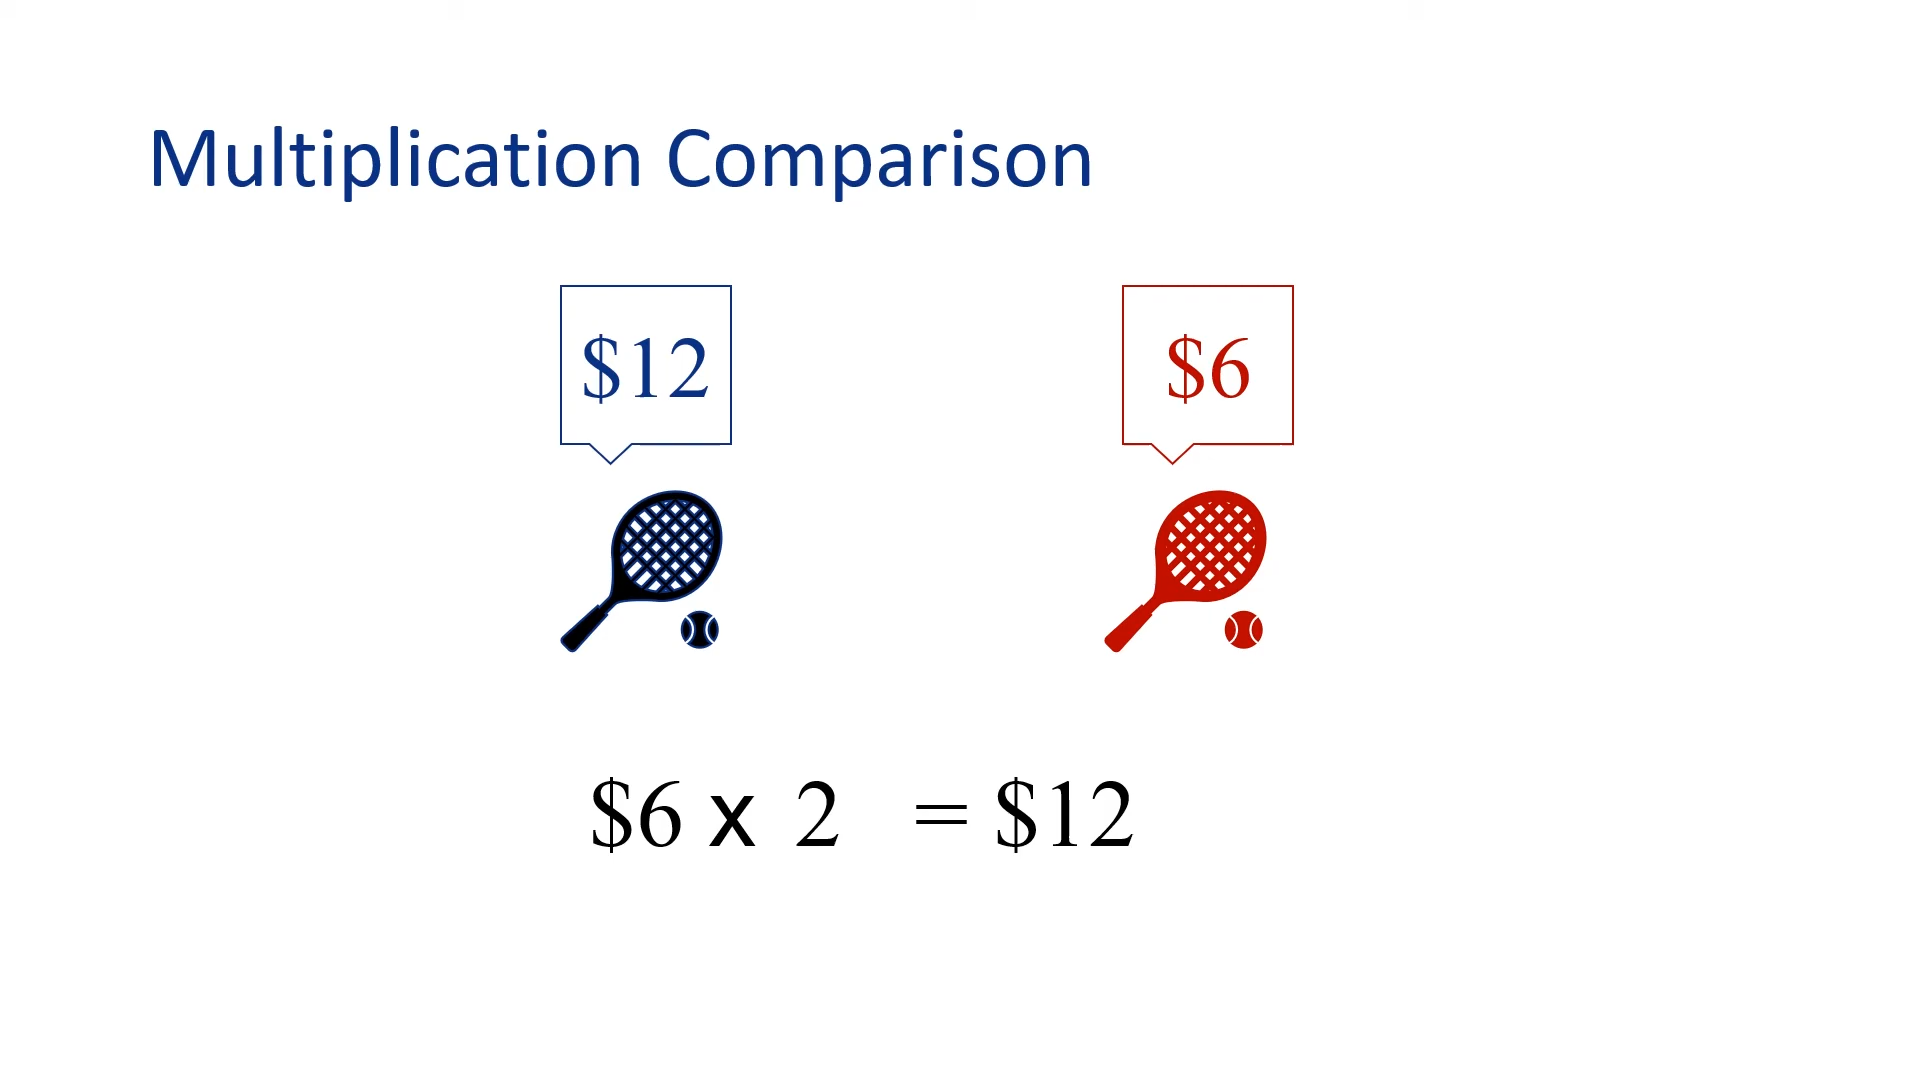 Multiplication Comparison
$12
$6
$6 x 2 = $12